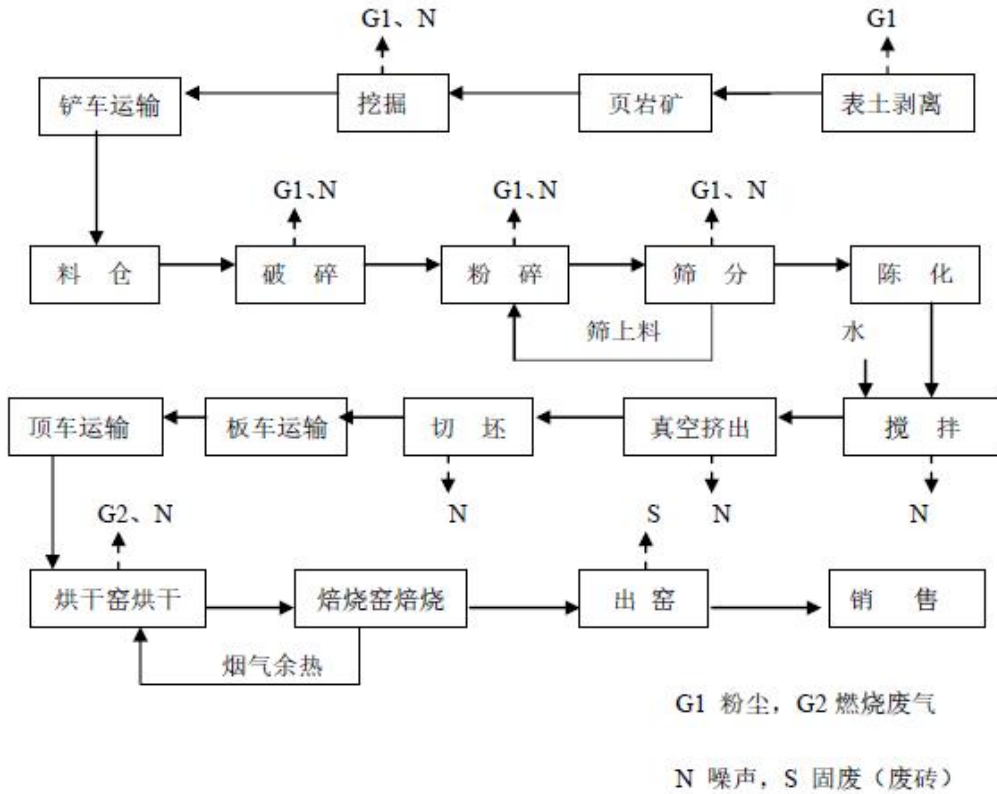 G1、N
G1
铲车运输
挖掘
页岩矿
表土剥离
G1、N
G1、N
G1、N
料 仓
破 碎
粉 碎
筛 分
陈 化
筛上料
水
顶车运输
板车运输
切 坯
真空挤出
搅 拌
G2、N
N
S
N
N
烘干窑烘干
焙烧窑焙烧
出 窑
销 售
烟气余热
G1 粉尘，G2 燃烧废气
N 噪声，S 固废（废砖）